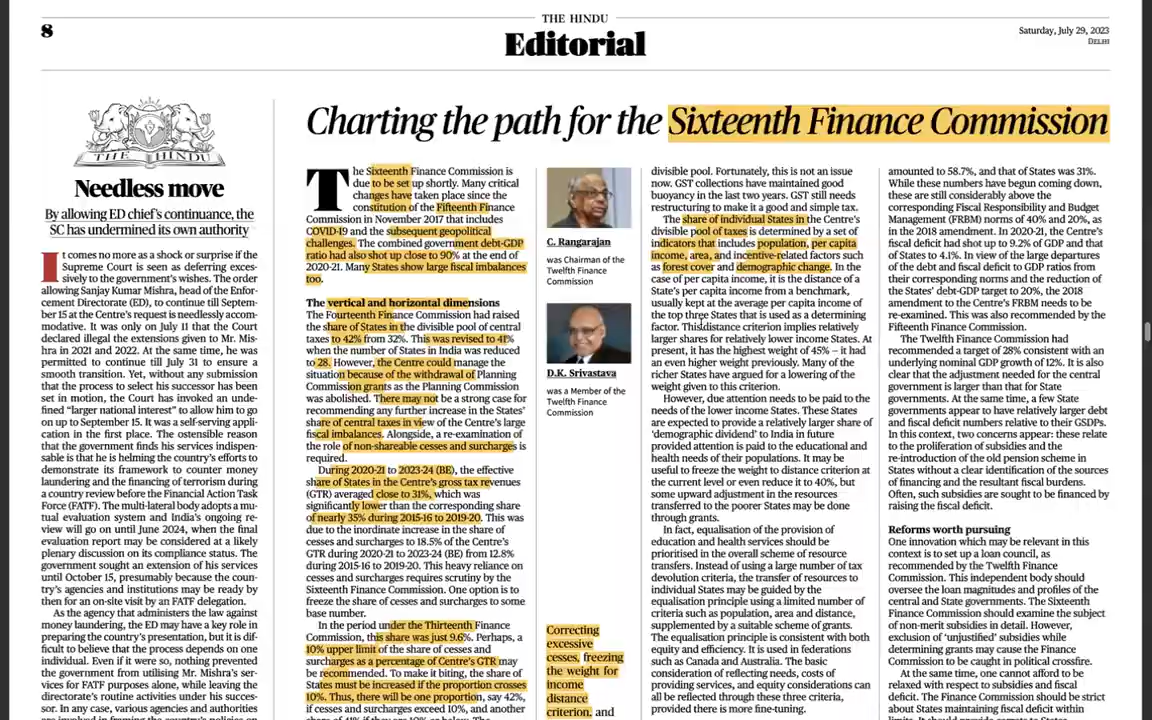 THE HINDU
8
Editorial
Saturday, July 29, 2023
DELHI
THE HINDU
Needless move
By allowing ED chief's continuance, the
SC has undermined its own authority
It comes no more as a shock or surprise if the
Supreme Court is seen as deferring exces-
sively to the government's wishes. The order
allowing Sanjay Kumar Mishra, head of the Enfor-
cement Directorate (ED), to continue till Septem-
ber 15 at the Centre's request is needlessly accom-
modative. It was only on July 11 that the Court
declared illegal the extensions given to Mr. Mis-
hra in 2021 and 2022. At the same time, he was
permitted to continue till July 31 to ensure a
smooth transition. Yet, without any submission
that the process to select his successor has been
set in motion, the Court has invoked an unde-
fined "larger national interest" to allow him to go
on up to September 15. It was a self-serving appli-
cation in the first place. The ostensible reason
that the government finds his services indispen-
sable is that he is helming the country's efforts to
demonstrate its framework to counter money
laundering and the financing of terrorism during
a country review before the Financial Action Task
Force (FATF). The multi-lateral body adopts a mu-
tual evaluation system and India's ongoing re-
view will go on until June 2024, when the final
evaluation report may be considered at a likely
plenary discussion on its compliance status. The
government sought an extension of his services
until October 15, presumably because the coun-
try's agencies and institutions may be ready by
then for an on-site visit by an FATF delegation.
As the agency that administers the law against
money laundering, the ED may have a key role in
preparing the country's presentation, but it is dif-
ficult to believe that the process depends on one
individual. Even if it were so, nothing prevented
the government from utilising Mr. Mishra's ser-
vices for FATF purposes alone, while leaving the
directorate's routine activities under his succes-
sor. In any case, various agencies and authorities
are involved in framing the country's policies on
Charting the path for the Sixteenth Finance Commission
The Sixteenth Finance Commission is
due to be set up shortly. Many critical
changes have taken place since the
constitution of the Fifteenth Finance
Commission in November 2017 that includes
COVID-19 and the subsequent geopolitical
challenges. The combined government debt-GDP
ratio had also shot up close to 90% at the end of
2020-21. Many States show large fiscal imbalances
too.
The vertical and horizontal dimensions
The Fourteenth Finance Commission had raised
the share of States in the divisible pool of central
taxes to 42% from 32%. This was revised to 41%
when the number of States in India was reduced
to 28. However, the Centre could manage the
situation because of the withdrawal of Planning
Commission grants as the Planning Commission
was abolished. There may not be a strong case for
recommending any further increase in the States'
share of central taxes in view of the Centre's large
fiscal imbalances. Alongside, a re-examination of
the role of non-shareable cesses and surcharges is
required.
During 2020-21 to 2023-24 (BE), the effective
share of States in the Centre's gross tax revenues
(GTR) averaged close to 31%, which was
significantly lower than the corresponding share
of nearly 35% during 2015-16 to 2019-20. This was
due to the inordinate increase in the share of
cesses and surcharges to 18.5% of the Centre's
GTR during 2020-21 to 2023-24 (BE) from 12.8%
during 2015-16 to 2019-20. This heavy reliance on
cesses and surcharges requires scrutiny by the
Sixteenth Finance Commission. One option is to
freeze the share of cesses and surcharges to some
base number.
In the period under the Thirteenth Finance
Commission, this share was just 9.6%. Perhaps, a
10% upper limit of the share of cesses and
surcharges as a percentage of Centre's GTR may
be recommended. To make it biting, the share of
States must be increased if the proportion crosses
10%. Thus, there will be one proportion, say 42%,
if cesses and surcharges exceed 10%, and another
share of 41% if they are 10% or below. The
C. Rangarajan
was Chairman of the
Twelfth Finance
Commission
D.K. Srivastava
was a Member of the
Twelfth Finance
Commission
Correcting
excessive
cesses, freezing
the weight for
income
distance
criterion, and
divisible pool. Fortunately, this is not an issue
now. GST collections have maintained good
buoyancy in the last two years. GST still needs
restructuring to make it a good and simple tax.
The share of individual States in the Centre's
divisible pool of taxes is determined by a set of
indicators that includes population, per capita
income, area, and incentive-related factors such
as forest cover and demographic change. In the
case of per capita income, it is the distance of a
State's per capita income from a benchmark,
usually kept at the average per capita income of
the top three States that is used as a determining
factor. This distance criterion implies relatively
larger shares for relatively lower income States. At
present, it has the highest weight of 45% – it had
an even higher weight previously. Many of the
richer States have argued for a lowering of the
weight given to this criterion.
However, due attention needs to be paid to the
needs of the lower income States. These States
are expected to provide a relatively larger share of
'demographic dividend' to India in future
provided attention is paid to the educational and
health needs of their populations. It may be
useful to freeze the weight to distance criterion at
the current level or even reduce it to 40%, but
some upward adjustment in the resources
transferred to the poorer States may be done
through grants.
In fact, equalisation of the provision of
education and health services should be
prioritised in the overall scheme of resource
transfers. Instead of using a large number of tax
devolution criteria, the transfer of resources to
individual States may be guided by the
equalisation principle using a limited number of
criteria such as population, area and distance,
supplemented by a suitable scheme of grants.
The equalisation principle is consistent with both
equity and efficiency. It is used in federations
such as Canada and Australia. The basic
consideration of reflecting needs, costs of
providing services, and equity considerations can
all be reflected through these three criteria,
provided there is more fine-tuning.
amounted to 58.7%, and that of States was 31%.
While these numbers have begun coming down,
these are still considerably above the
corresponding Fiscal Responsibility and Budget
Management (FRBM) norms of 40% and 20%, as
in the 2018 amendment. In 2020-21, the Centre's
fiscal deficit had shot up to 9.2% of GDP and that
of States to 4.1%. In view of the large departures
of the debt and fiscal deficit to GDP ratios from
their corresponding norms and the reduction of
the States' debt-GDP target to 20%, the 2018
amendment to the Centre's FRBM needs to be
re-examined. This was also recommended by the
Fifteenth Finance Commission.
The Twelfth Finance Commission had
recommended a target of 28% consistent with an
underlying nominal GDP growth of 12%. It is also
clear that the adjustment needed for the central
government is larger than that for State
governments. At the same time, a few State
governments appear to have relatively larger debt
and fiscal deficit numbers relative to their GSDPs.
In this context, two concerns appear: these relate
to the proliferation of subsidies and the
re-introduction of the old pension scheme in
States without a clear identification of the sources
of financing and the resultant fiscal burdens.
Often, such subsidies are sought to be financed by
raising the fiscal deficit.
Reforms worth pursuing
One innovation which may be relevant in this
context is to set up a loan council, as
recommended by the Twelfth Finance
Commission. This independent body should
oversee the loan magnitudes and profiles of the
central and State governments. The Sixteenth
Finance Commission should examine the subject
of non-merit subsidies in detail. However,
exclusion of 'unjustified' subsidies while
determining grants may cause the Finance
Commission to be caught in political crossfire.
At the same time, one cannot afford to be
relaxed with respect to subsidies and fiscal
deficit. The Finance Commission should be strict
about maintaining fiscal deficit within